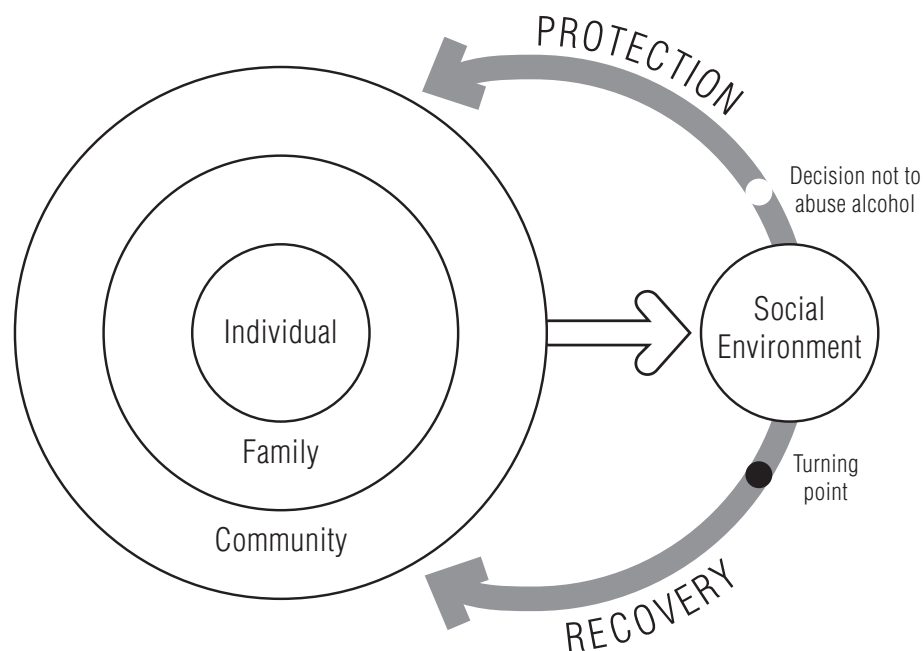 PROTECTION
Decision not to
abuse alcohol
Individual
Social
Environment
Family
Turning
point
Community
RECOVERY